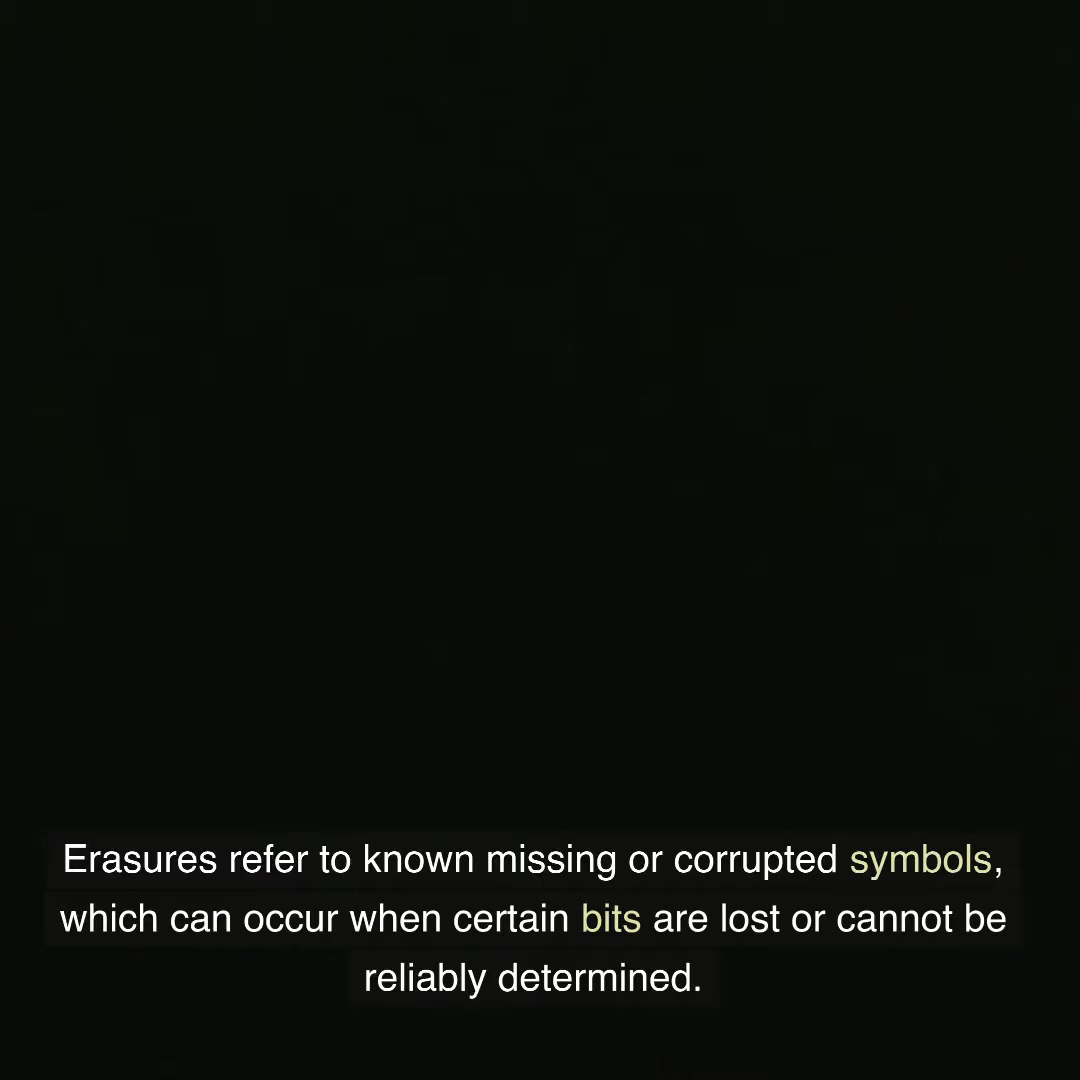 Erasures refer to known missing or corrupted symbols,
which can occur when certain bits are lost or cannot be
reliably determined.